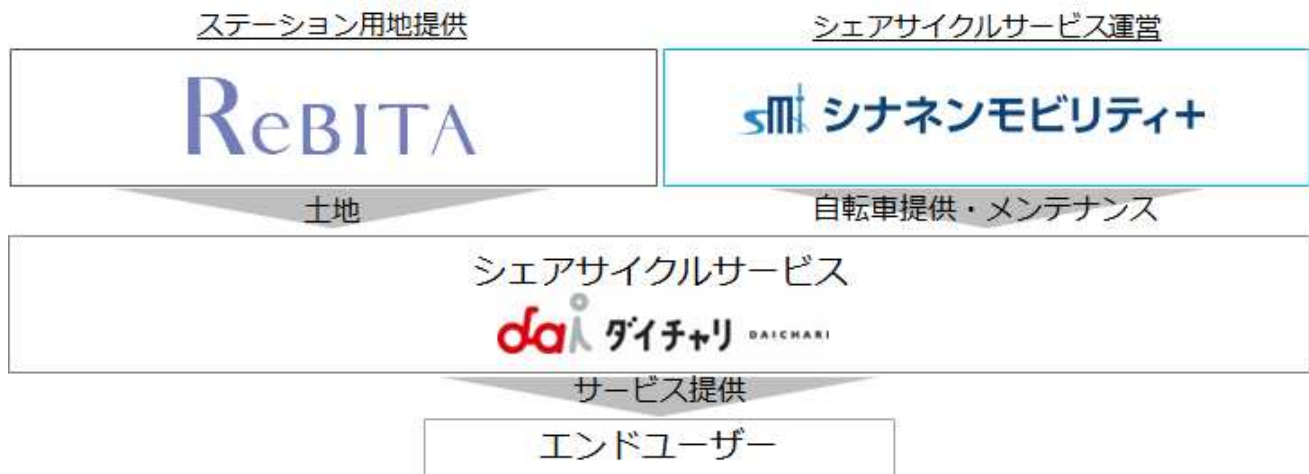 ステーション用地提供
シェアサイクルサービス運営
ReBITA
smi シナネンモビリティ+
土地
自転車提供・メンテナンス
シェアサイクルサービス
dai ダイチャリ DAICHARI
サービス提供
エンドユーザー